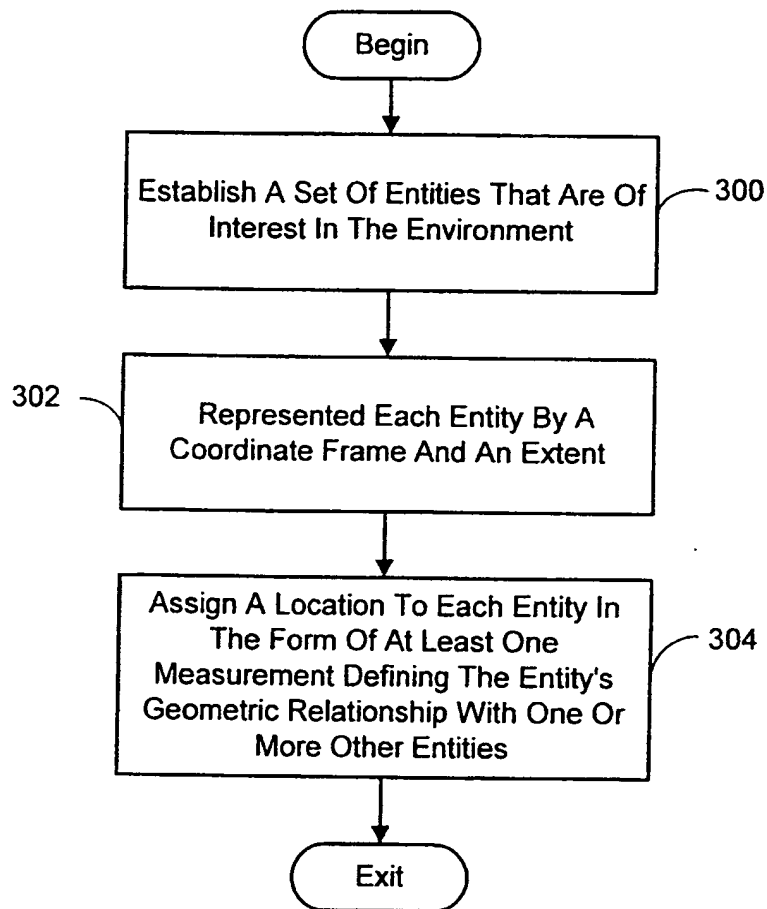 Begin
Establish A Set Of Entities That Are Of
Interest In The Environment
300
302
Represented Each Entity By A
Coordinate Frame And An Extent
Assign A Location To Each Entity In
The Form Of At Least One
Measurement Defining The Entity's
Geometric Relationship With One Or
More Other Entities
304
Exit